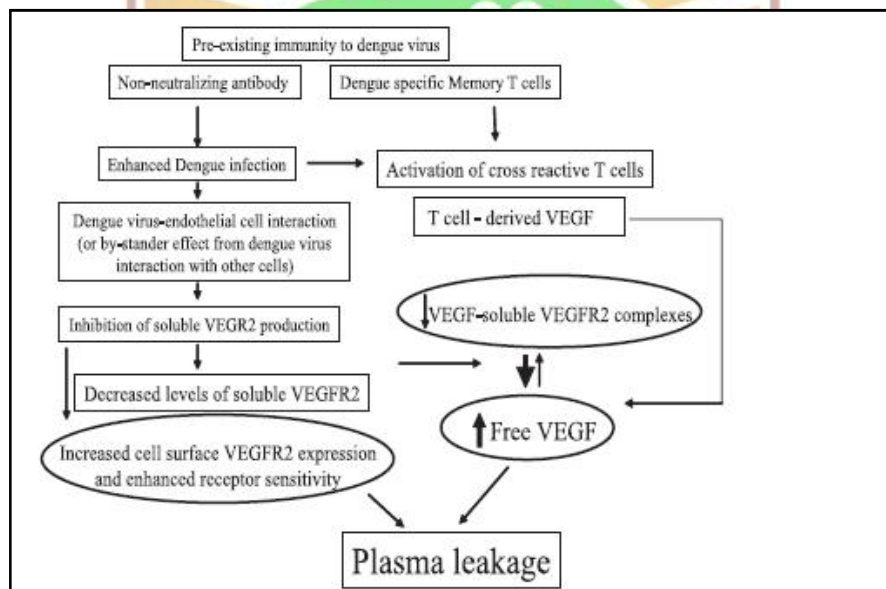 Pre-existing immunity to dengue virus
Non-neutralizing antibody
Dengue specific Memory T cells
Enhanced Dengue infection
Activation of cross reactive T cells
Dengue virus-endothelial cell interaction
(or by-stander effect from dengue virus
interaction with other cells)
T cell - derived VEGF
Inhibition of soluble VEGR2 production
VEGF-soluble VEGFR2 complexes
Decreased levels of soluble VEGFR2
Free VEGF
Increased cell surface VEGFR2 expression
and enhanced receptor sensitivity
Plasma leakage